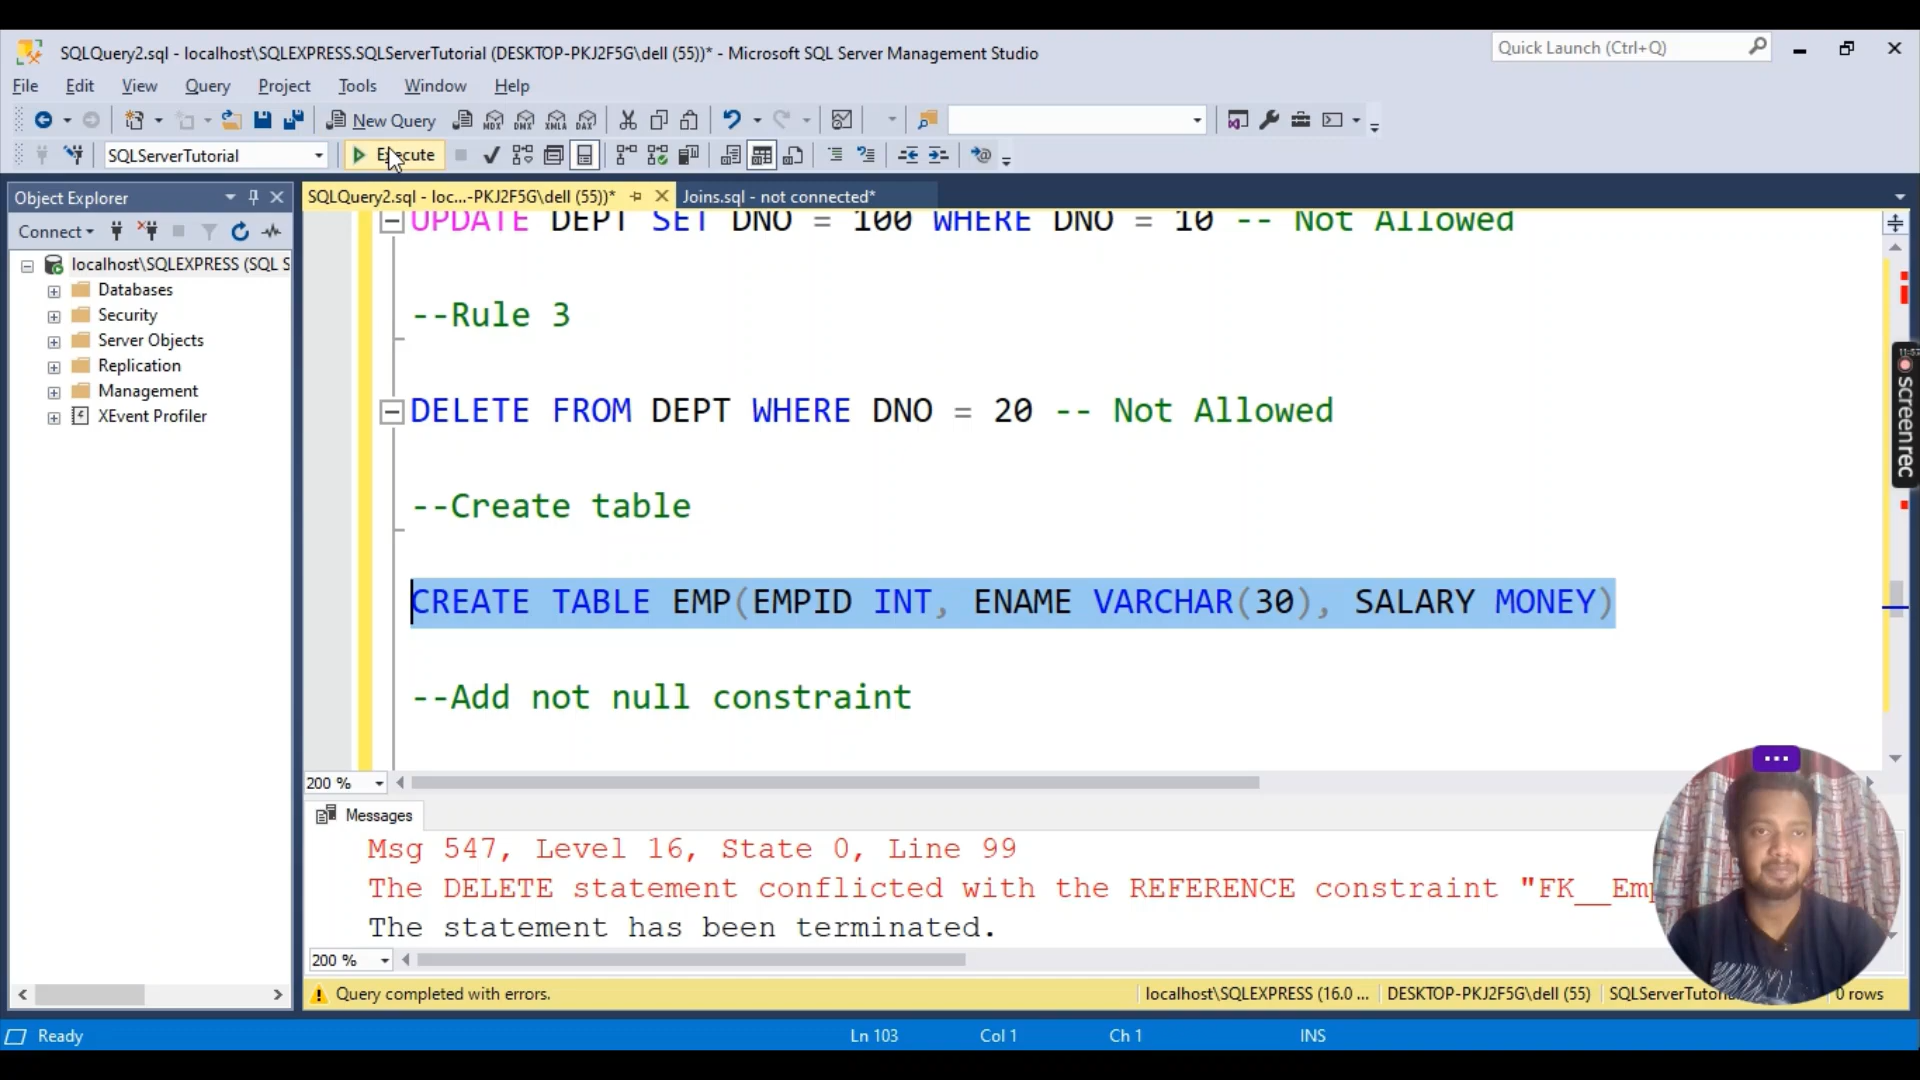 SQLQuery2.sql - localhost\SQLEXPRESS.SQLServerTutorial (DESKTOP-PKJ2F5G\dell (55))* - Microsoft SQL Server Management Studio
Quick Launch (Ctrl+Q)
File Edit View Query Project Tools Window Help
New Query
MDX DMX XMLA DAX
SQLServerTutorial
Execute
Object Explorer
SQLQuery2.sql - loc...-PKJ2F5G\dell (55))*
Joins.sql - not connected*
Connect
localhost\SQLEXPRESS (SQL S
Databases
Security
Server Objects
Replication
Management
XEvent Profiler
UPDATE DEPT SET DNO = 100 WHERE DNO = 10 -- Not Allowed
--Rule 3
DELETE FROM DEPT WHERE DNO = 20 -- Not Allowed
--Create table
CREATE TABLE EMP(EMPID INT, ENAME VARCHAR(30), SALARY MONEY)
--Add not null constraint
screenrec
200 %
Messages
Msg 547, Level 16, State 0, Line 99
The DELETE statement conflicted with the REFERENCE constraint "FK__Emp
The statement has been terminated.
200 %
Query completed with errors.
localhost\SQLEXPRESS (16.0 ...
DESKTOP-PKJ2F5G\dell (55)
SQLServerTutor
0 rows
Ready
Ln 103
Col 1
Ch 1
INS